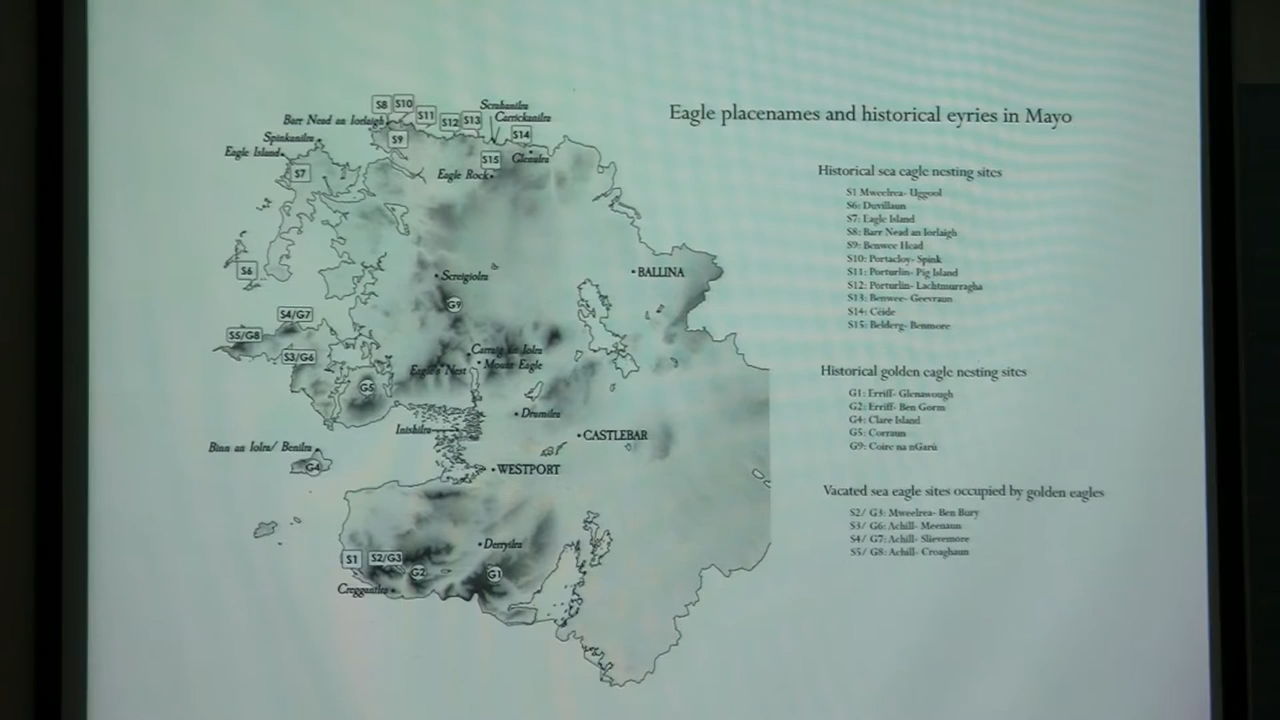 Eagle placenames and historical eyries in Mayo
Historical sea eagle nesting sites
S1 Mweelrea- Uggool
S6: Duvillaun
S7: Eagle Island
S8: Barr Nead an Iorlaigh
S9: Benwee Head
S10: Portacloy- Spink
S11: Porturlin- Pig Island
S12: Porturlin- Lachtmurragha
S13: Benwee- Geevraun
S14: Céide
S15: Belderg- Benmore
Historical golden eagle nesting sites
G1: Erriff- Glenawough
G2: Erriff- Ben Gorm
G4: Clare Island
G5: Corraun
G9: Coire na nGarú
Vacated sea eagle sites occupied by golden eagles
S2/ G3: Mweelrea- Ben Bury
S3/ G6: Achill- Meenaun
S4/ G7: Achill- Slievemore
S5/ G8: Achill- Croaghaun
S8 S10
S11
S12 S13
Scrahanilra
Carrickanilra
Barr Nead an Iorlaigh
S9
S14
Spinkanilra
Eagle Island
S7
S15
Glenulra
Eagle Rock
S6
Screigiolra
BALLINA
G9
S4/G7
S5/G8
S3/G6
Carraig an Iolra
Mount Eagle
Eagle's Nest
G5
Drumilra
Inishilra
CASTLEBAR
Binn an Iolra/ Benilra
G4
WESTPORT
Derryilra
S1
S2/G3
G2
G1
Cregganilra